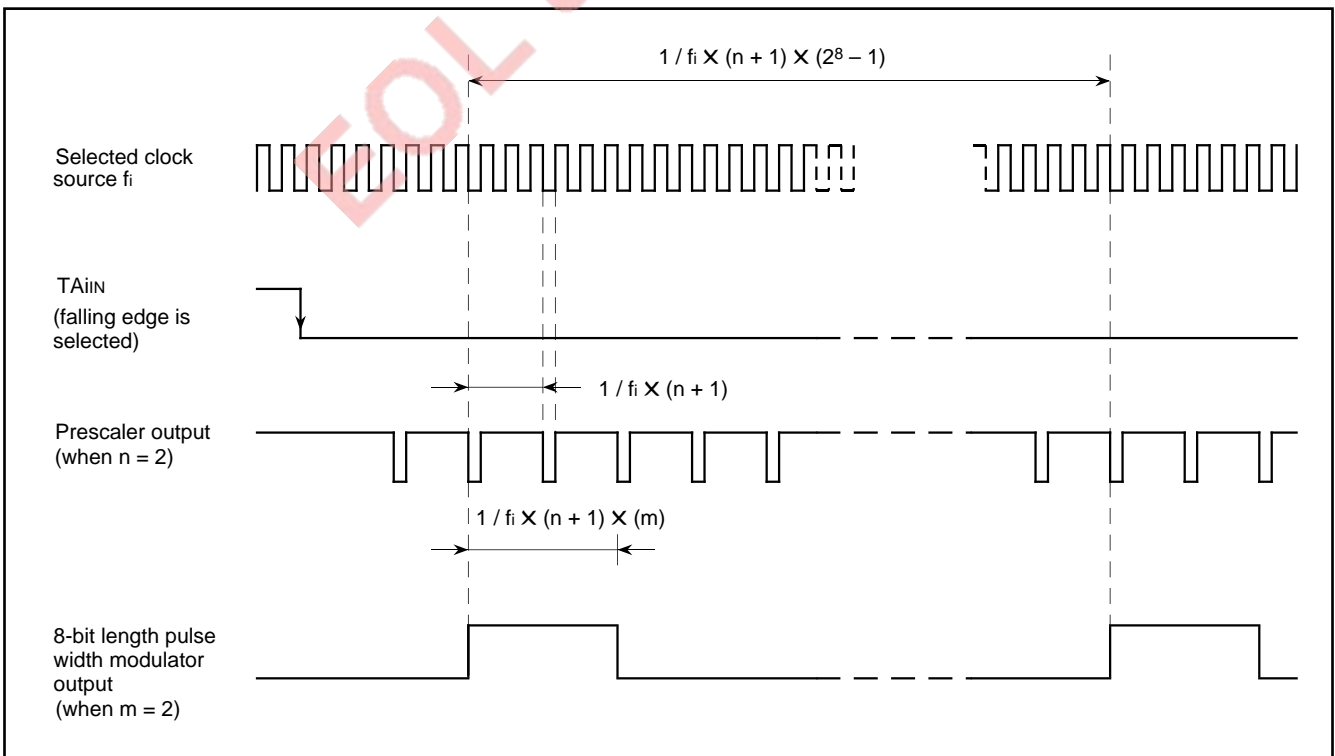 EOL
1 / fi × (n + 1) × (2⁸ – 1)
Selected clock
source fi
TAiIN
(falling edge is
selected)
1 / fi × (n + 1)
Prescaler output
(when n = 2)
1 / fi × (n + 1) × (m)
8-bit length pulse
width modulator
output
(when m = 2)